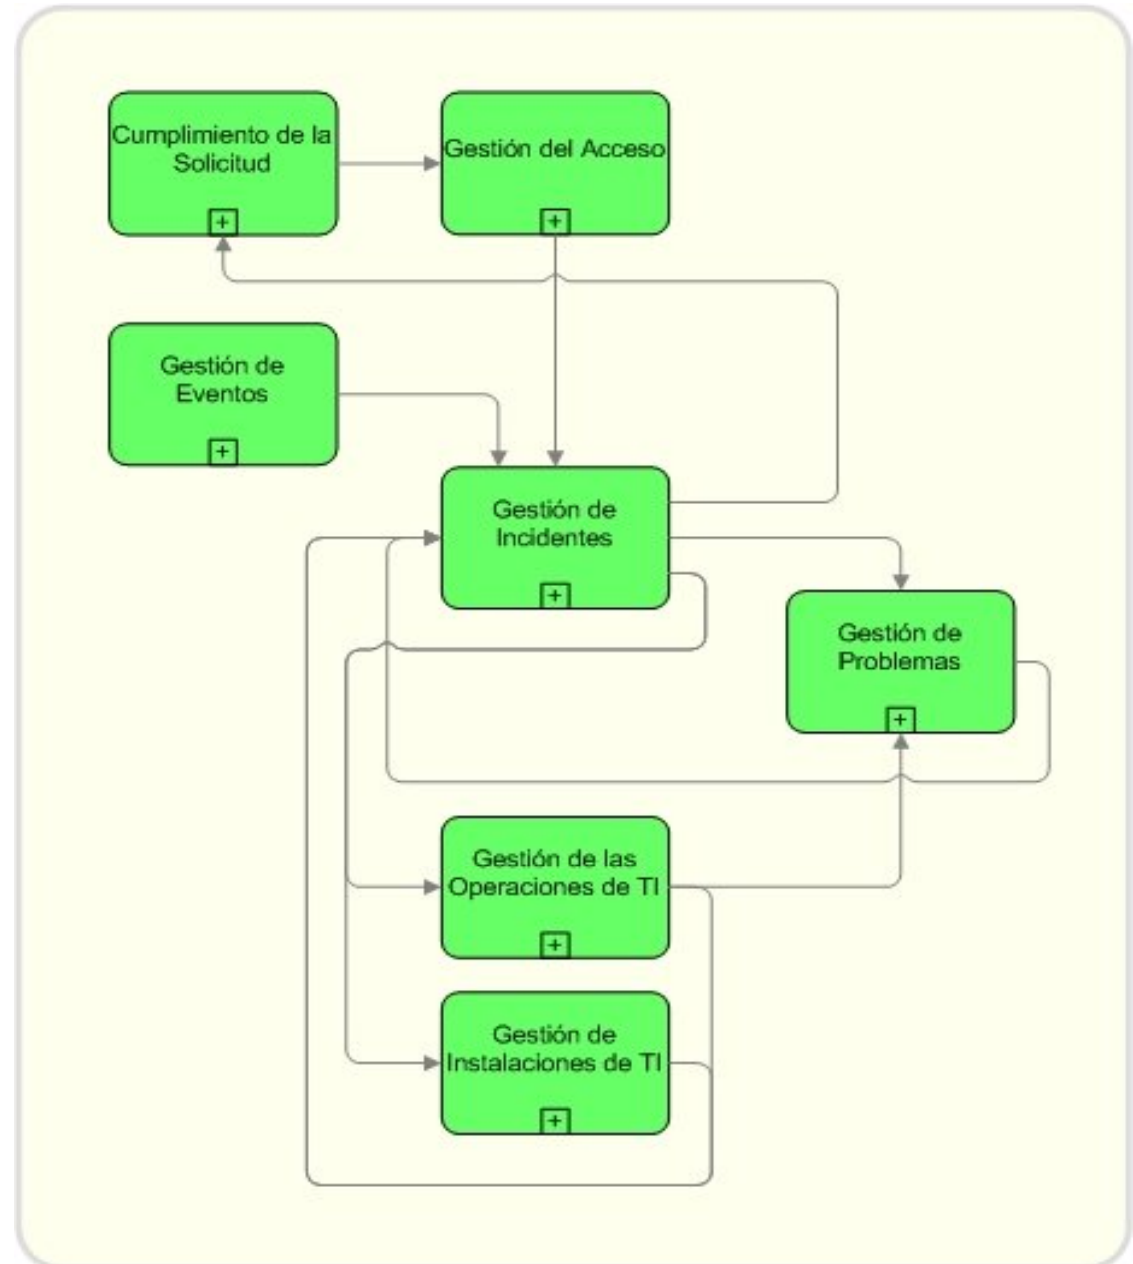 Cumplimiento de la
Solicitud
Gestión del Acceso
Gestión de
Eventos
Gestión de
Incidentes
Gestión de
Problemas
Gestión de las
Operaciones de TI
Gestión de
Instalaciones de TI